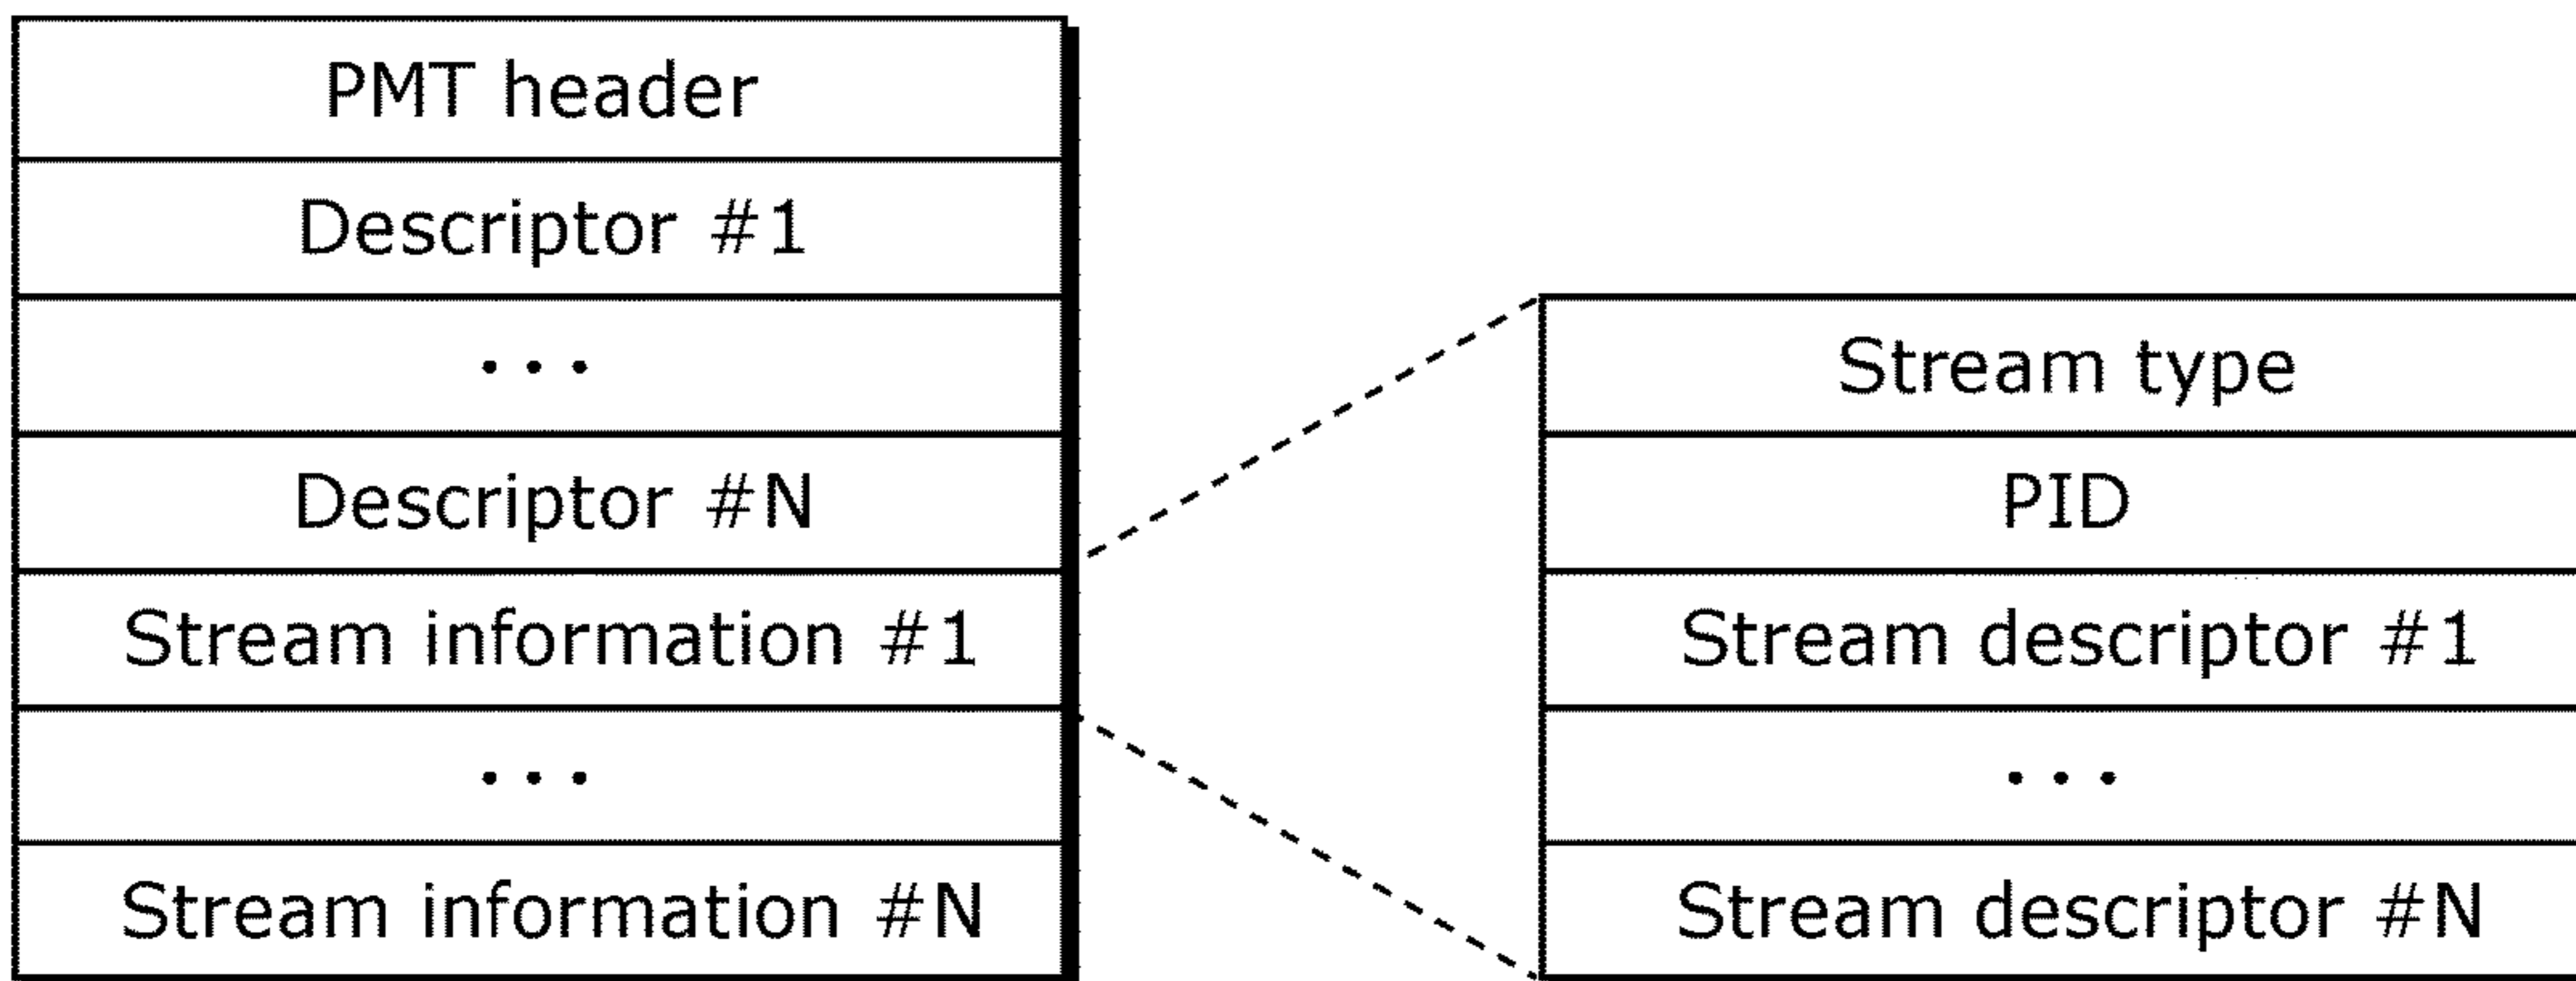 PMT header
Descriptor #1
...
Descriptor #N
Stream information #1
...
Stream information #N
Stream type
PID
Stream descriptor #1
...
Stream descriptor #N